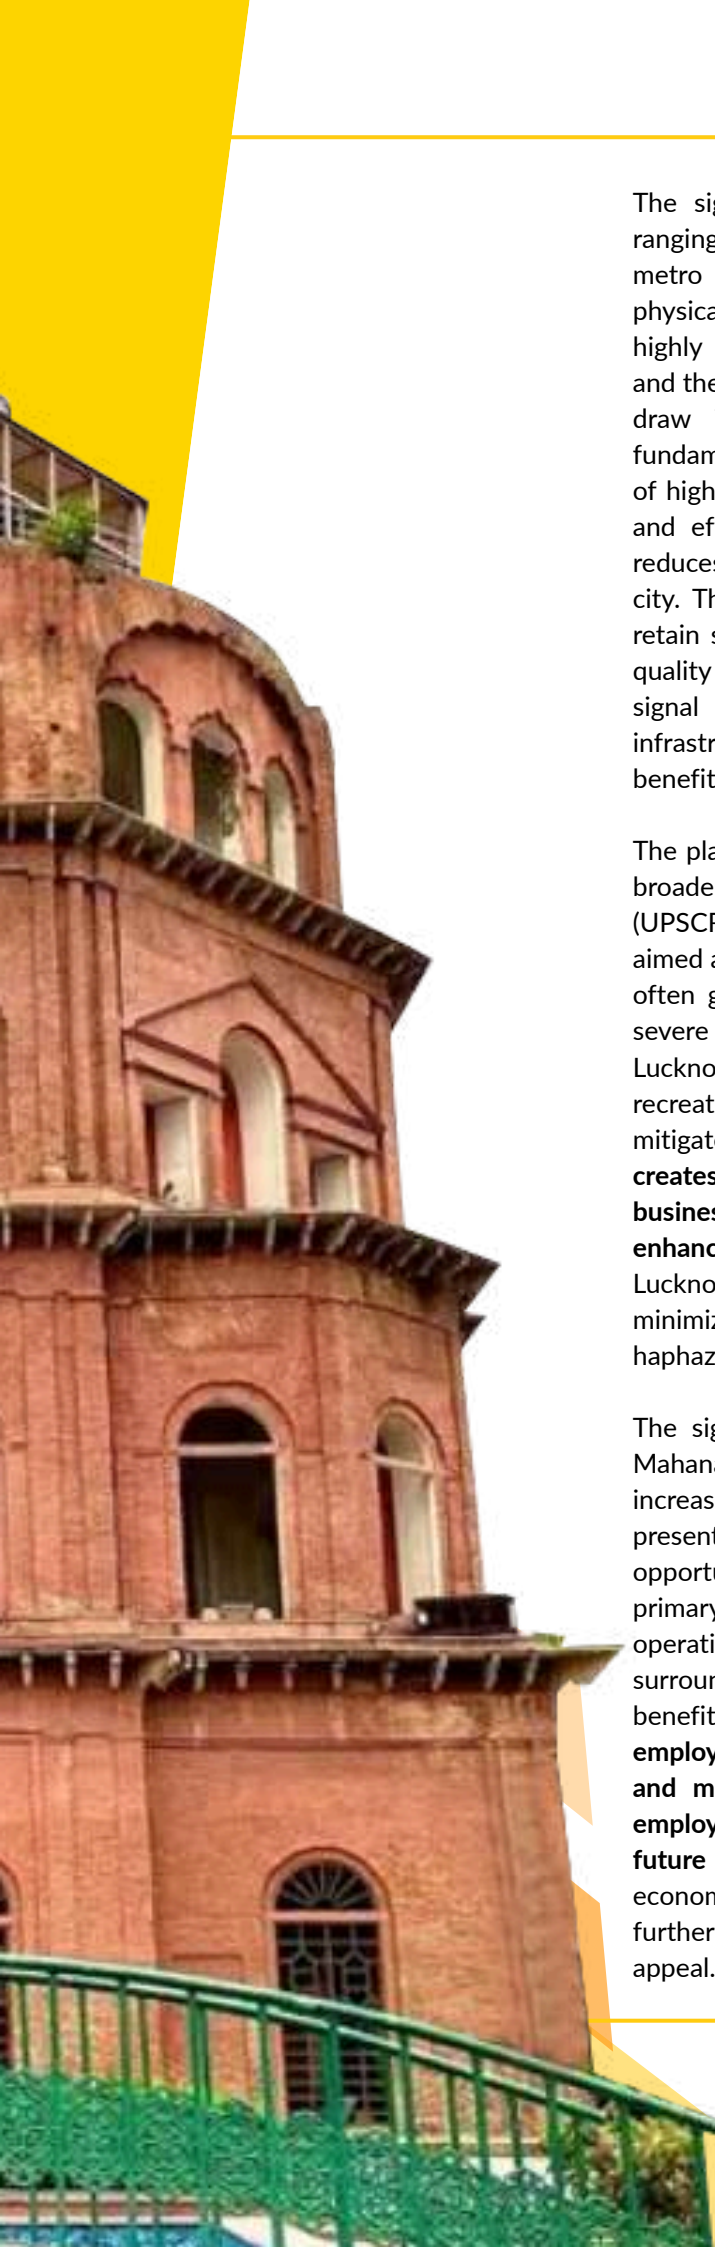 The sig
ranging
metro
physica
highly
and the
draw
fundam
of high
and ef
reduces
city. Th
retain s
quality
signal
infrastr
benefit
The pla
broade
(UPSCR
aimed a
often g
severe
Luckno
recreat
mitigate
creates
busines
enhanc
Luckno
minimiz
haphaz
The sig
Mahana
increas
present
opportu
primary
operati
surroun
benefit
employ
and m
employ
future
econom
further
appeal.